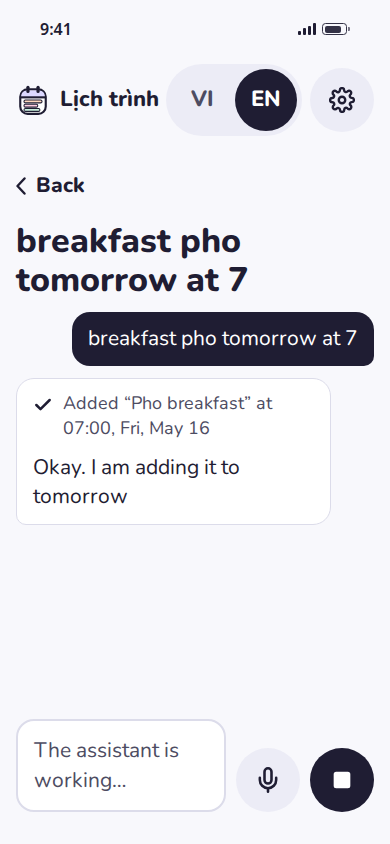 9:41
Lịch trình
VI
EN
Back
breakfast pho
tomorrow at 7
breakfast pho tomorrow at 7
Added “Pho breakfast” at
07:00, Fri, May 16
Okay. I am adding it to
tomorrow
The assistant is
working...